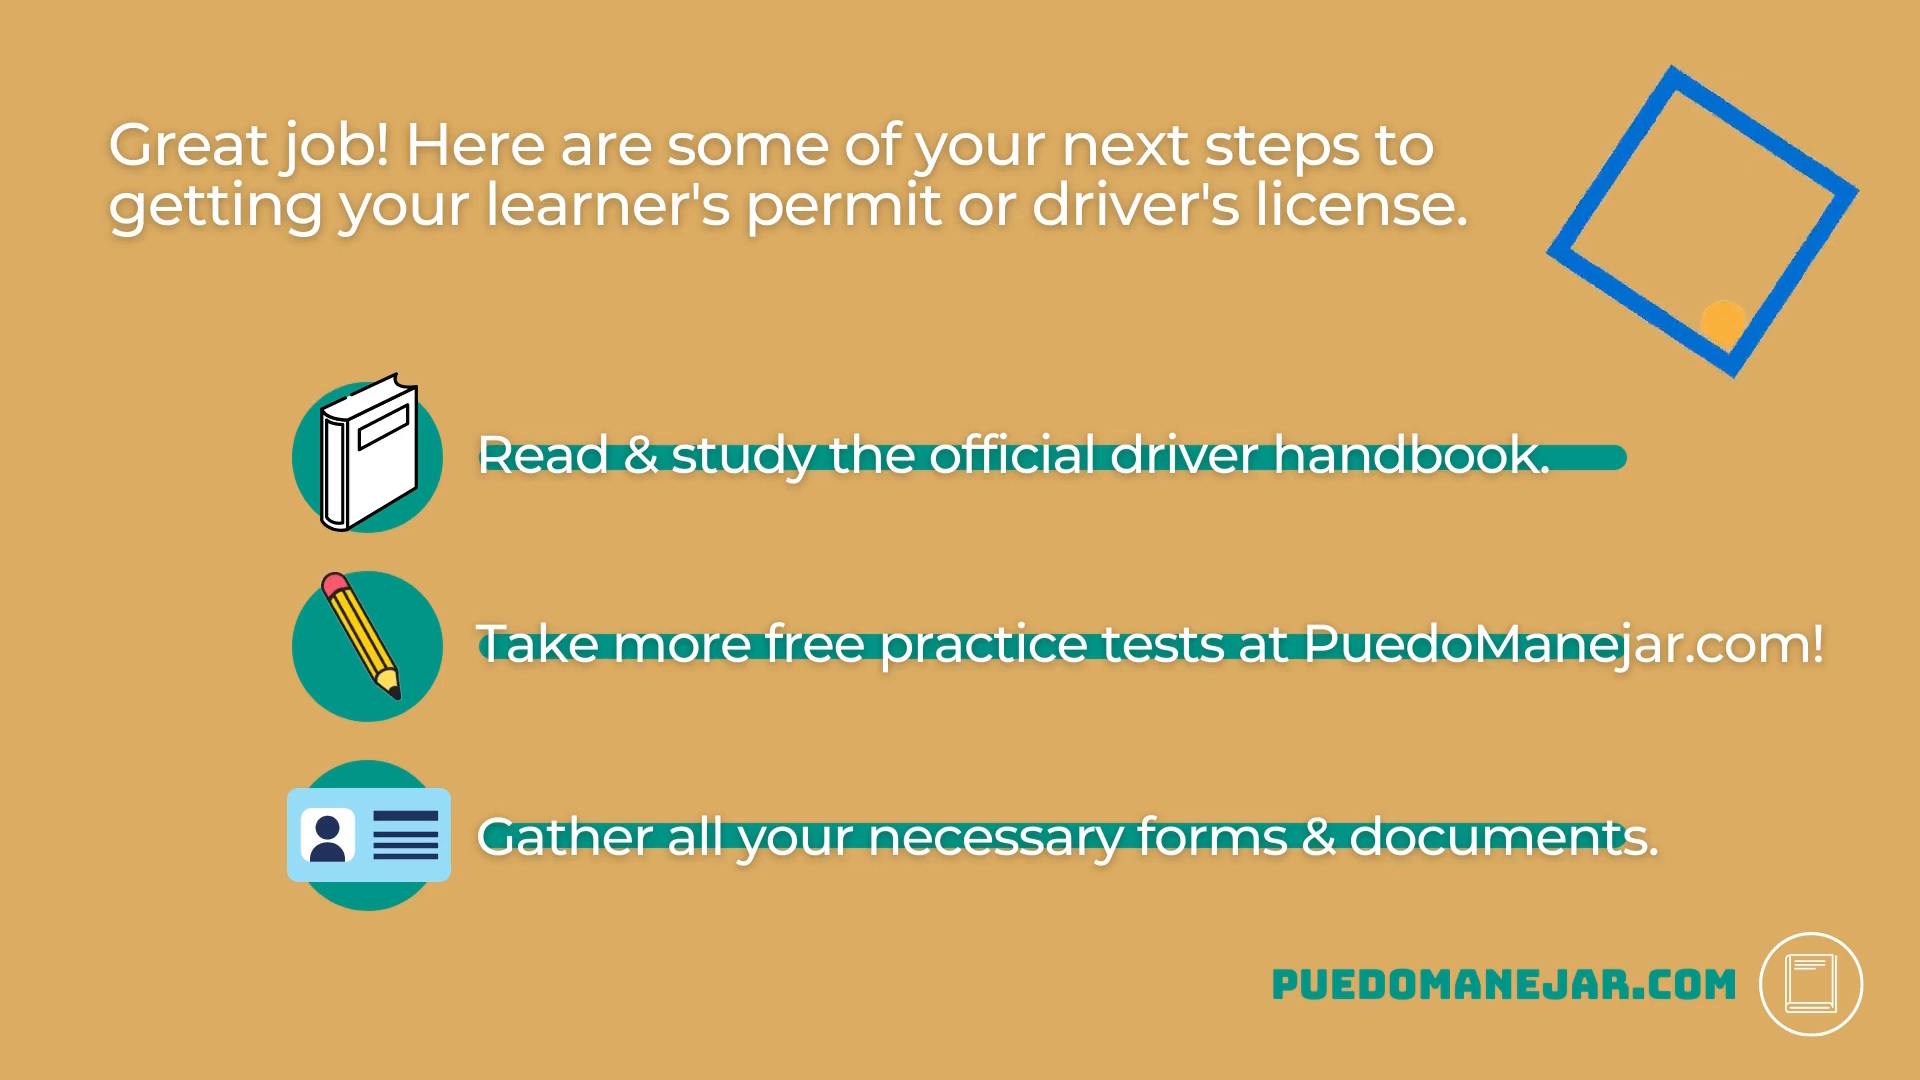 Great job! Here are some of your next steps to
getting your learner's permit or driver's license.
Read & study the official driver handbook.
Take more free practice tests at PuedoManejar.com!
Gather all your necessary forms & documents.
PUEDOMANEJAR.COM